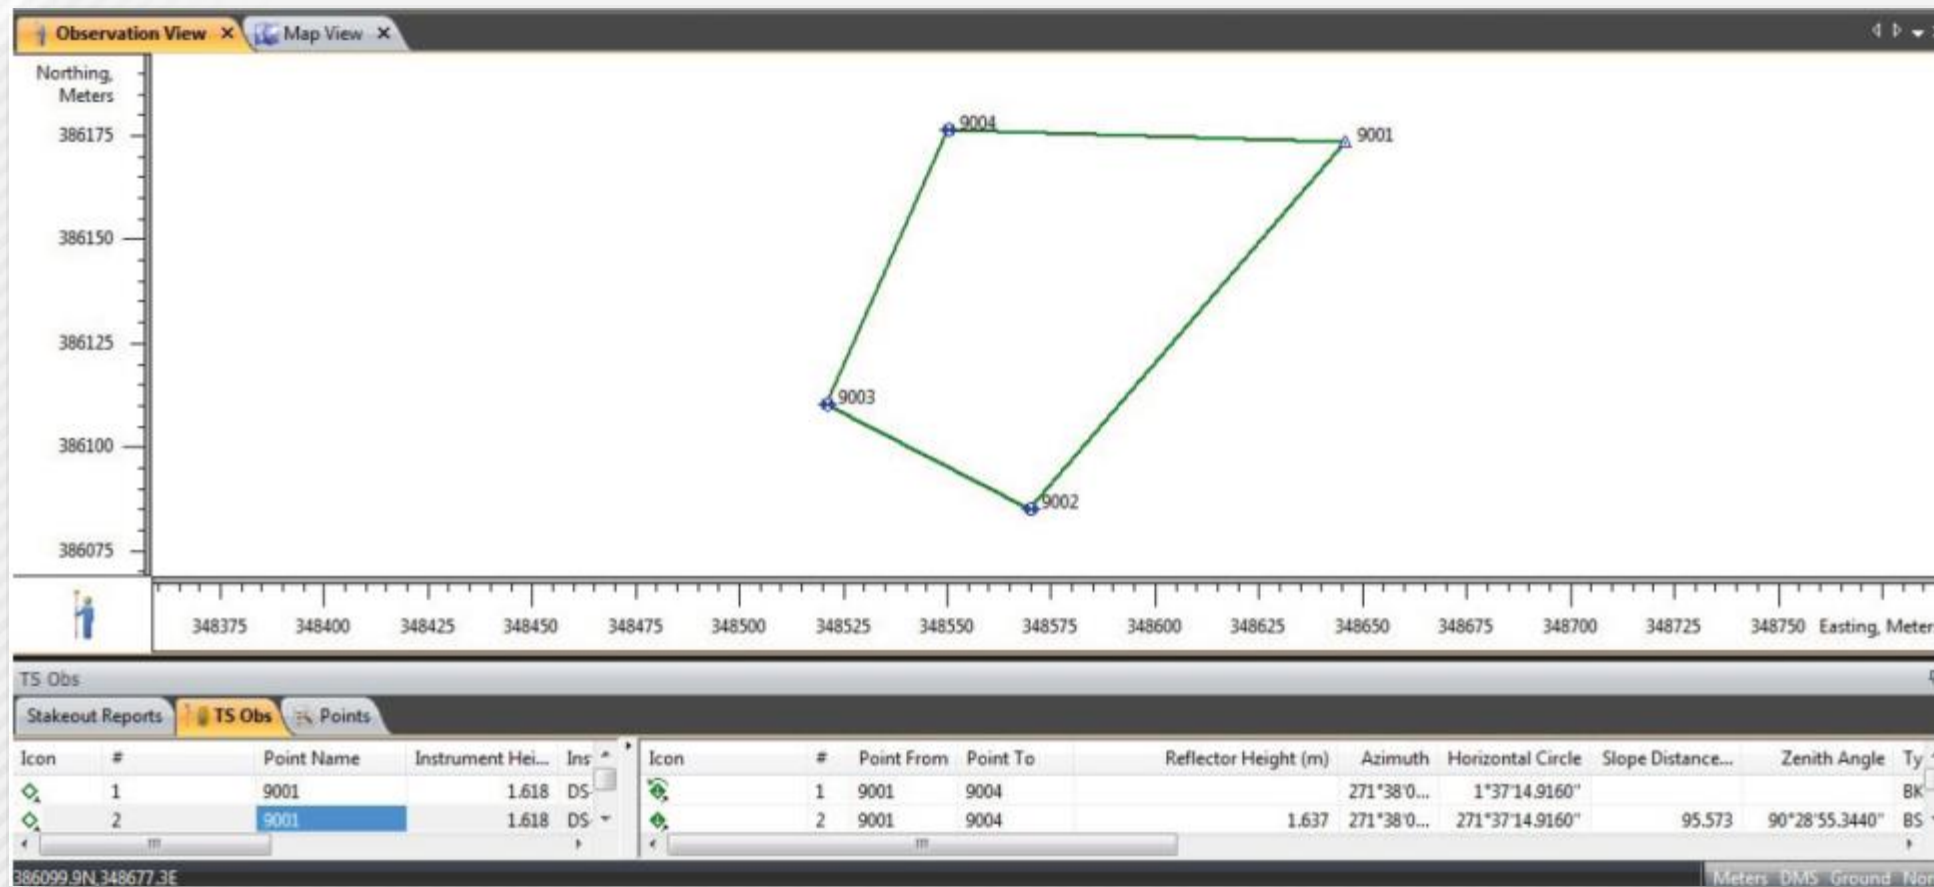 Observation View Map View
Northing,
Meters
386175
386150
386125
386100
386075
9004
9001
9003
9002
348375 348400 348425 348450 348475 348500 348525 348550 348575 348600 348625 348650 348675 348700 348725 348750 Easting, Meter
TS Obs
Stakeout Reports TS Obs Points
Icon # Point Name Instrument Hei... Ins
1 9001 1.618 DS-
2 9001 1.618 DS-
Icon # Point From Point To Reflector Height (m) Azimuth Horizontal Circle Slope Distance... Zenith Angle Ty
1 9001 9004 271°38'0... 1°37'14.9160" BK
2 9001 9004 1.637 271°38'0... 271°37'14.9160" 95.573 90°28'55.3440" BS
386099.9N,348677.3E
Meters DMS Ground Nor